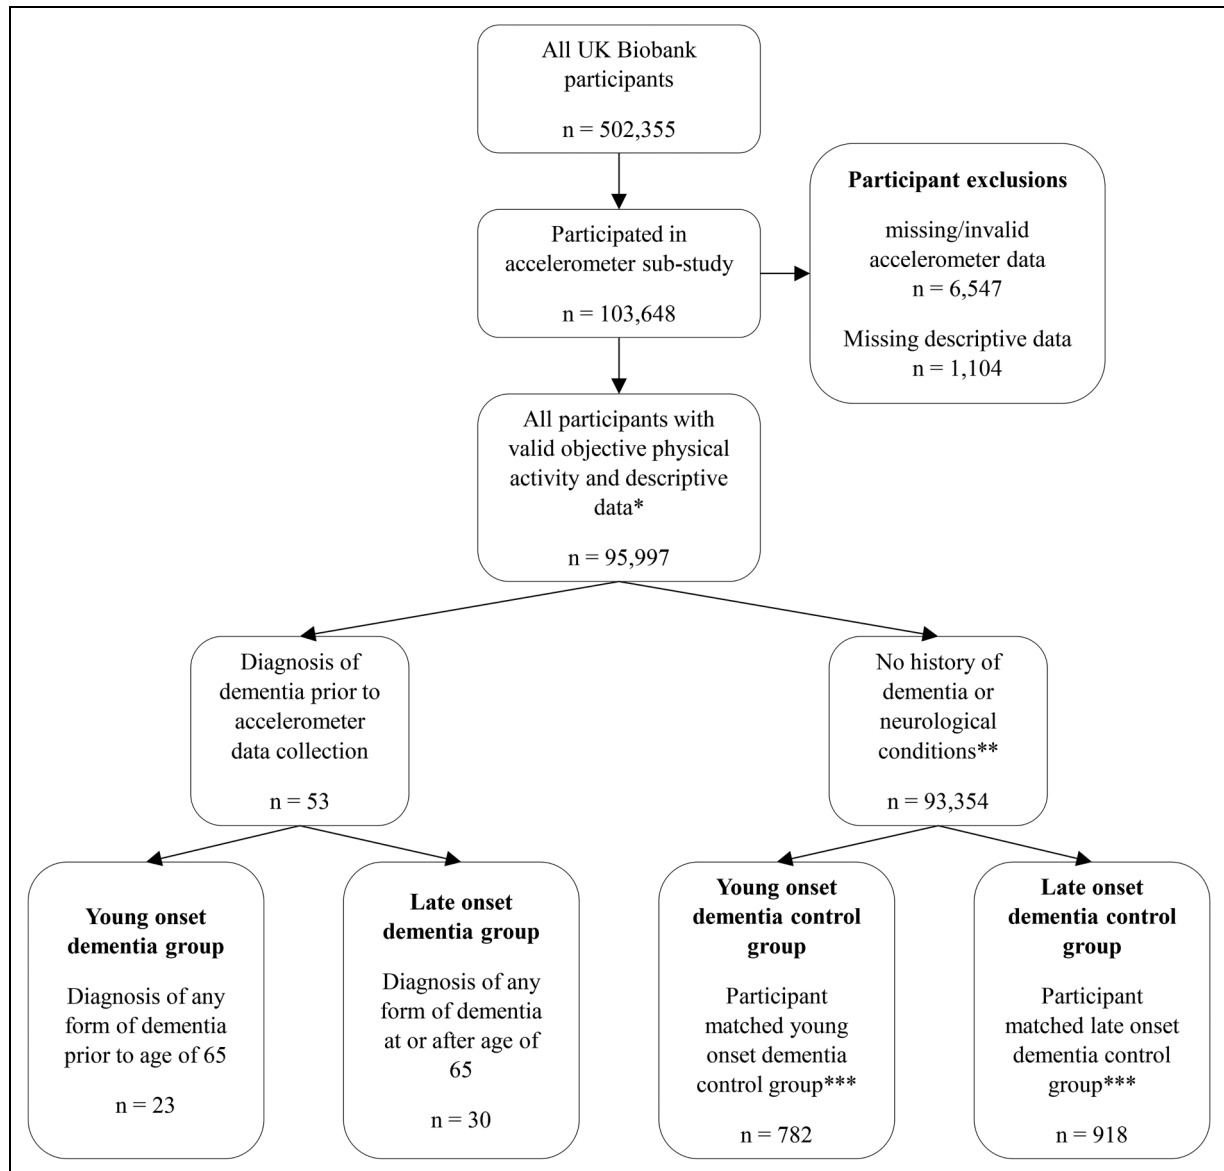 All UK Biobank
participants
n = 502,355
Participated in
accelerometer sub-study
n = 103,648
Participant exclusions
missing/invalid
accelerometer data
n = 6,547
Missing descriptive data
n = 1,104
All participants with
valid objective physical
activity and descriptive
data*
n = 95,997
Diagnosis of
dementia prior to
accelerometer
data collection
n = 53
No history of
dementia or
neurological
conditions**
n = 93,354
Young onset
dementia group
Diagnosis of any
form of dementia
prior to age of 65
n = 23
Late onset
dementia group
Diagnosis of any
form of dementia
at or after age of
65
n = 30
Young onset
dementia control
group
Participant
matched young
onset dementia
control group***
n = 782
Late onset
dementia control
group
Participant
matched late onset
dementia control
group***
n = 918